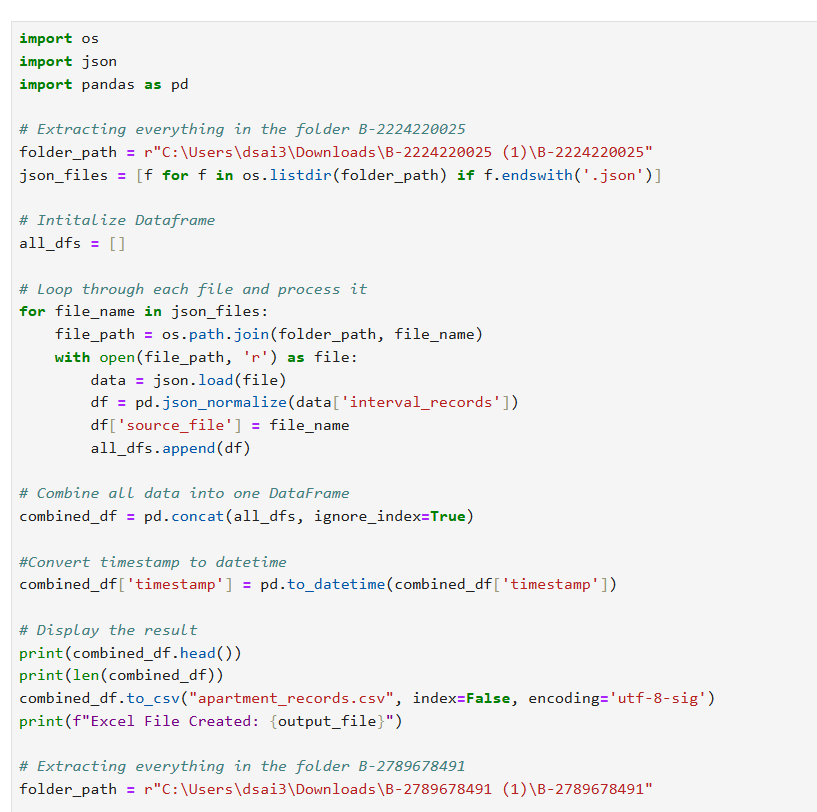 import os
import json
import pandas as pd
# Extracting everything in the folder B-2224220025
folder_path = r"C:\Users\dsai3\Downloads\B-2224220025 (1)\B-2224220025"
json_files = [f for f in os.listdir(folder_path) if f.endswith('.json')]
# Intitalize Dataframe
all_dfs = []
# Loop through each file and process it
for file_name in json_files:
    file_path = os.path.join(folder_path, file_name)
    with open(file_path, 'r') as file:
        data = json.load(file)
        df = pd.json_normalize(data['interval_records'])
        df['source_file'] = file_name
        all_dfs.append(df)
# Combine all data into one DataFrame
combined_df = pd.concat(all_dfs, ignore_index=True)
#Convert timestamp to datetime
combined_df['timestamp'] = pd.to_datetime(combined_df['timestamp'])
# Display the result
print(combined_df.head())
print(len(combined_df))
combined_df.to_csv("apartment_records.csv", index=False, encoding='utf-8-sig')
print(f"Excel File Created: {output_file}")
# Extracting everything in the folder B-2789678491
folder_path = r"C:\Users\dsai3\Downloads\B-2789678491 (1)\B-2789678491"